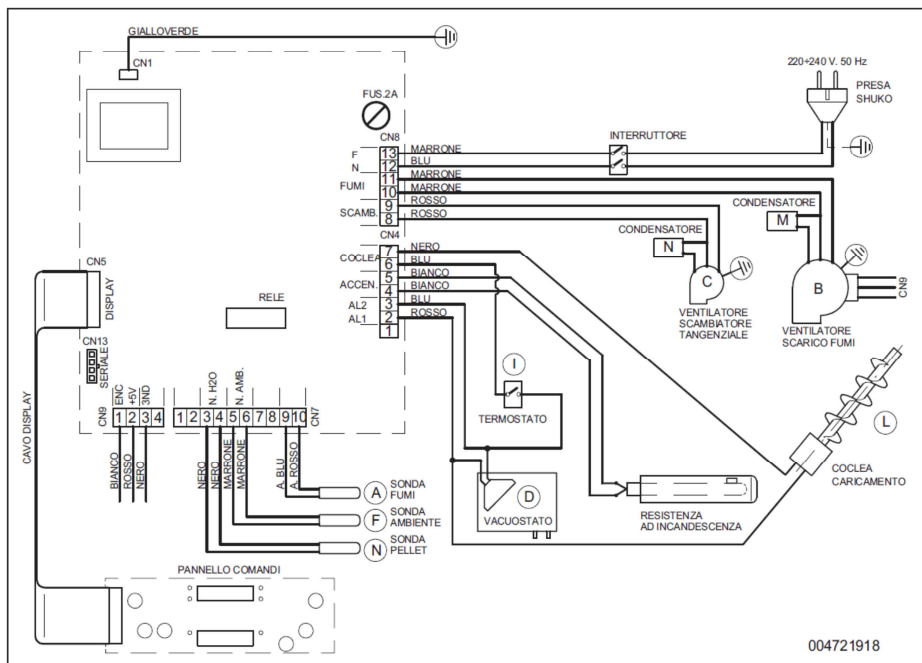 GIALLOVERDE
CN1
220÷240 V. 50 Hz
PRESA
SHUKO
FUS.2A
INTERRUTTORE
CN8
F 13 MARRONE
N 12 BLU
FUMI 11 MARRONE
10 MARRONE
SCAMB. 9 ROSSO
8 ROSSO
CONDENSATORE
M
CONDENSATORE
N
CN4
COCLEA 7 NERO
6 BLU
ACCEN. 5 BIANCO
4 BIANCO
AL2 3 BLU
AL1 2 ROSSO
1
C
VENTILATORE
SCAMBIATORE
TANGENZIALE
B
CN9
VENTILATORE
SCARICO FUMI
CN5
DISPLAY
RELE
CN13
SERIALE
I
TERMOSTATO
L
COCLEA
CARICAMENTO
CAVO DISPLAY
ENC
+5V
3ND
N. H2O
N. AMB.
CN9
1 2 3 4
1 2 3 4 5 6 7 8 9 10
CN7
BIANCO
ROSSO
NERO
NERO
NERO
MARRONE
MARRONE
A. BLU
A. ROSSO
A SONDA
FUMI
F SONDA
AMBIENTE
N SONDA
PELLET
D
VACUOSTATO
RESISTENZA
AD INCANDESCENZA
PANNELLO COMANDI
004721918